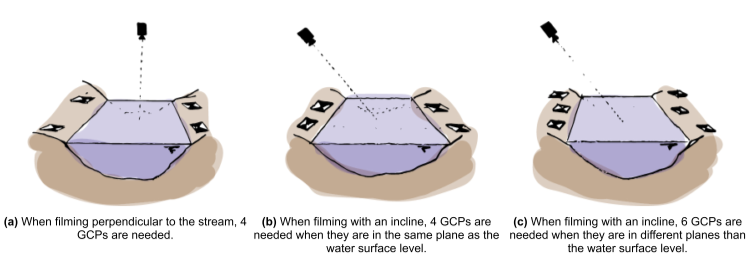 (a) When filming perpendicular to the stream, 4
GCPs are needed.
(b) When filming with an incline, 4 GCPs are
needed when they are in the same plane as the
water surface level.
(c) When filming with an incline, 6 GCPs are
needed when they are in different planes than
the water surface level.